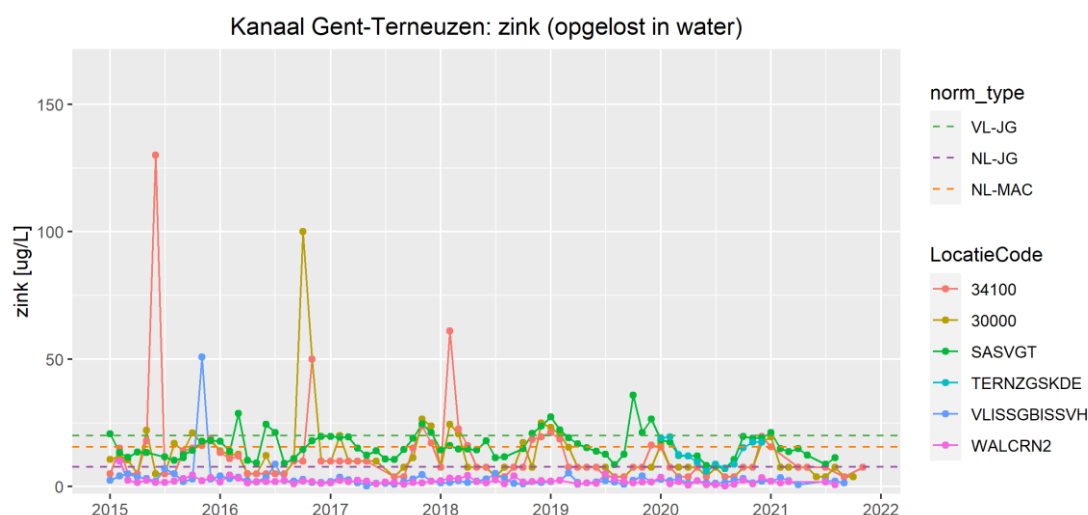 Kanaal Gent-Terneuzen: zink (opgelost in water)
zink [ug/L]
150
100
50
0
2015 2016 2017 2018 2019 2020 2021 2022
norm_type
VL-JG
NL-JG
NL-MAC
LocatieCode
34100
30000
SASVGT
TERNZGSKDE
VLISSGBISSVH
WALCRN2